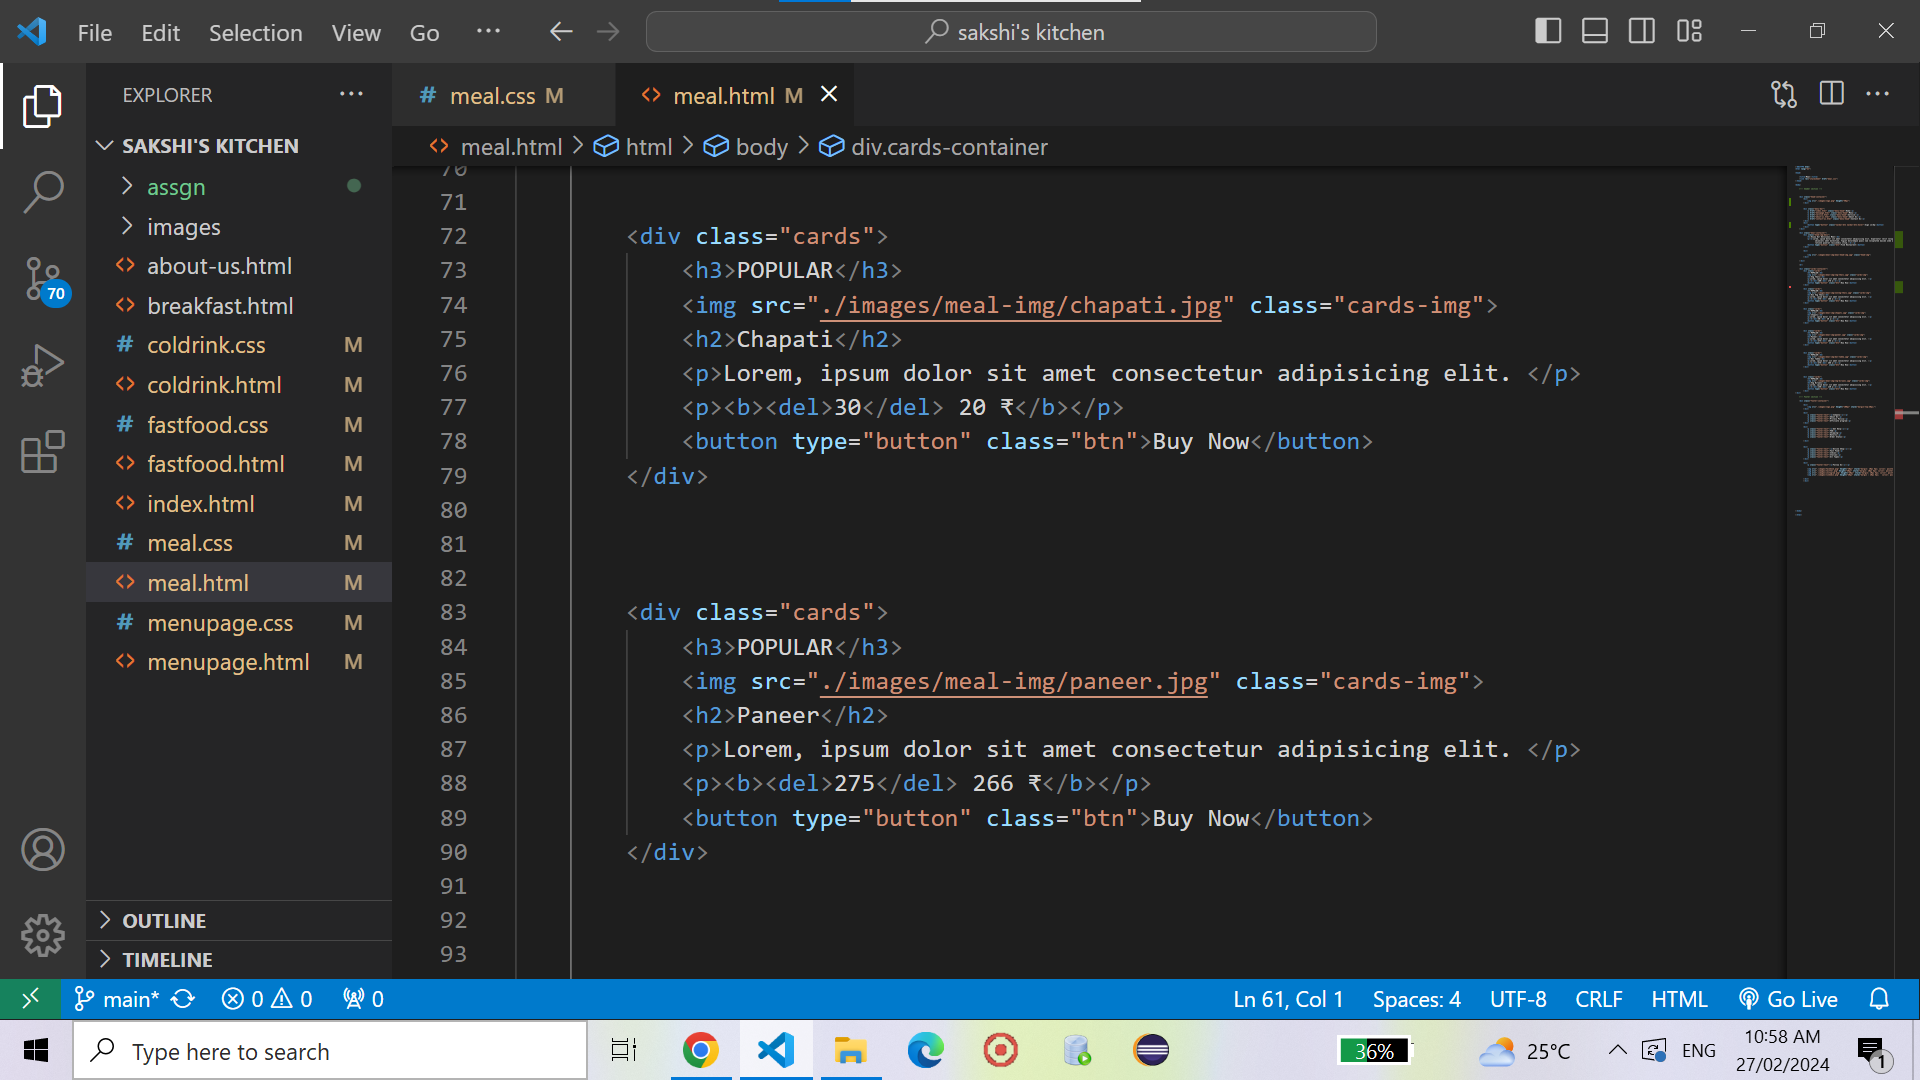 File Edit Selection View Go ··· sakshi's kitchen
EXPLORER ···
# meal.css M <> meal.html M
SAKSHI'S KITCHEN
<> meal.html > html > body > div.cards-container
assgn
images
<> about-us.html
<> breakfast.html
# coldrink.css M
<> coldrink.html M
# fastfood.css M
<> fastfood.html M
<> index.html M
# meal.css M
<> meal.html M
# menupage.css M
<> menupage.html M
70
OUTLINE
TIMELINE
70
71
72 <div class="cards">
73 <h3>POPULAR</h3>
74 <img src="./images/meal-img/chapati.jpg" class="cards-img">
75 <h2>Chapati</h2>
76 <p>Lorem, ipsum dolor sit amet consectetur adipisicing elit. </p>
77 <p><b><del>30</del> 20 ₹</b></p>
78 <button type="button" class="btn">Buy Now</button>
79 </div>
80
81
82
83 <div class="cards">
84 <h3>POPULAR</h3>
85 <img src="./images/meal-img/paneer.jpg" class="cards-img">
86 <h2>Paneer</h2>
87 <p>Lorem, ipsum dolor sit amet consectetur adipisicing elit. </p>
88 <p><b><del>275</del> 266 ₹</b></p>
89 <button type="button" class="btn">Buy Now</button>
90 </div>
91
92
93
main* 0 0 0 Ln 61, Col 1 Spaces: 4 UTF-8 CRLF HTML Go Live
Type here to search 36% 25°C ENG 10:58 AM
27/02/2024 1